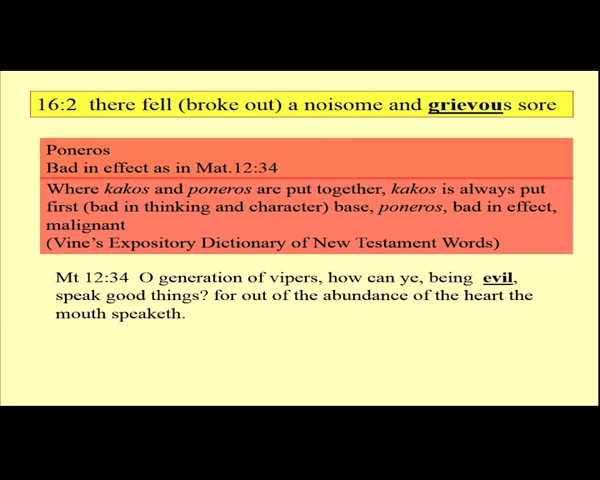 16:2 there fell (broke out) a noisome and grievous sore
Poneros
Bad in effect as in Mat.12:34
Where kakos and poneros are put together, kakos is always put
first (bad in thinking and character) base, poneros, bad in effect,
malignant
(Vine's Expository Dictionary of New Testament Words)
Mt 12:34 O generation of vipers, how can ye, being evil,
speak good things? for out of the abundance of the heart the
mouth speaketh.